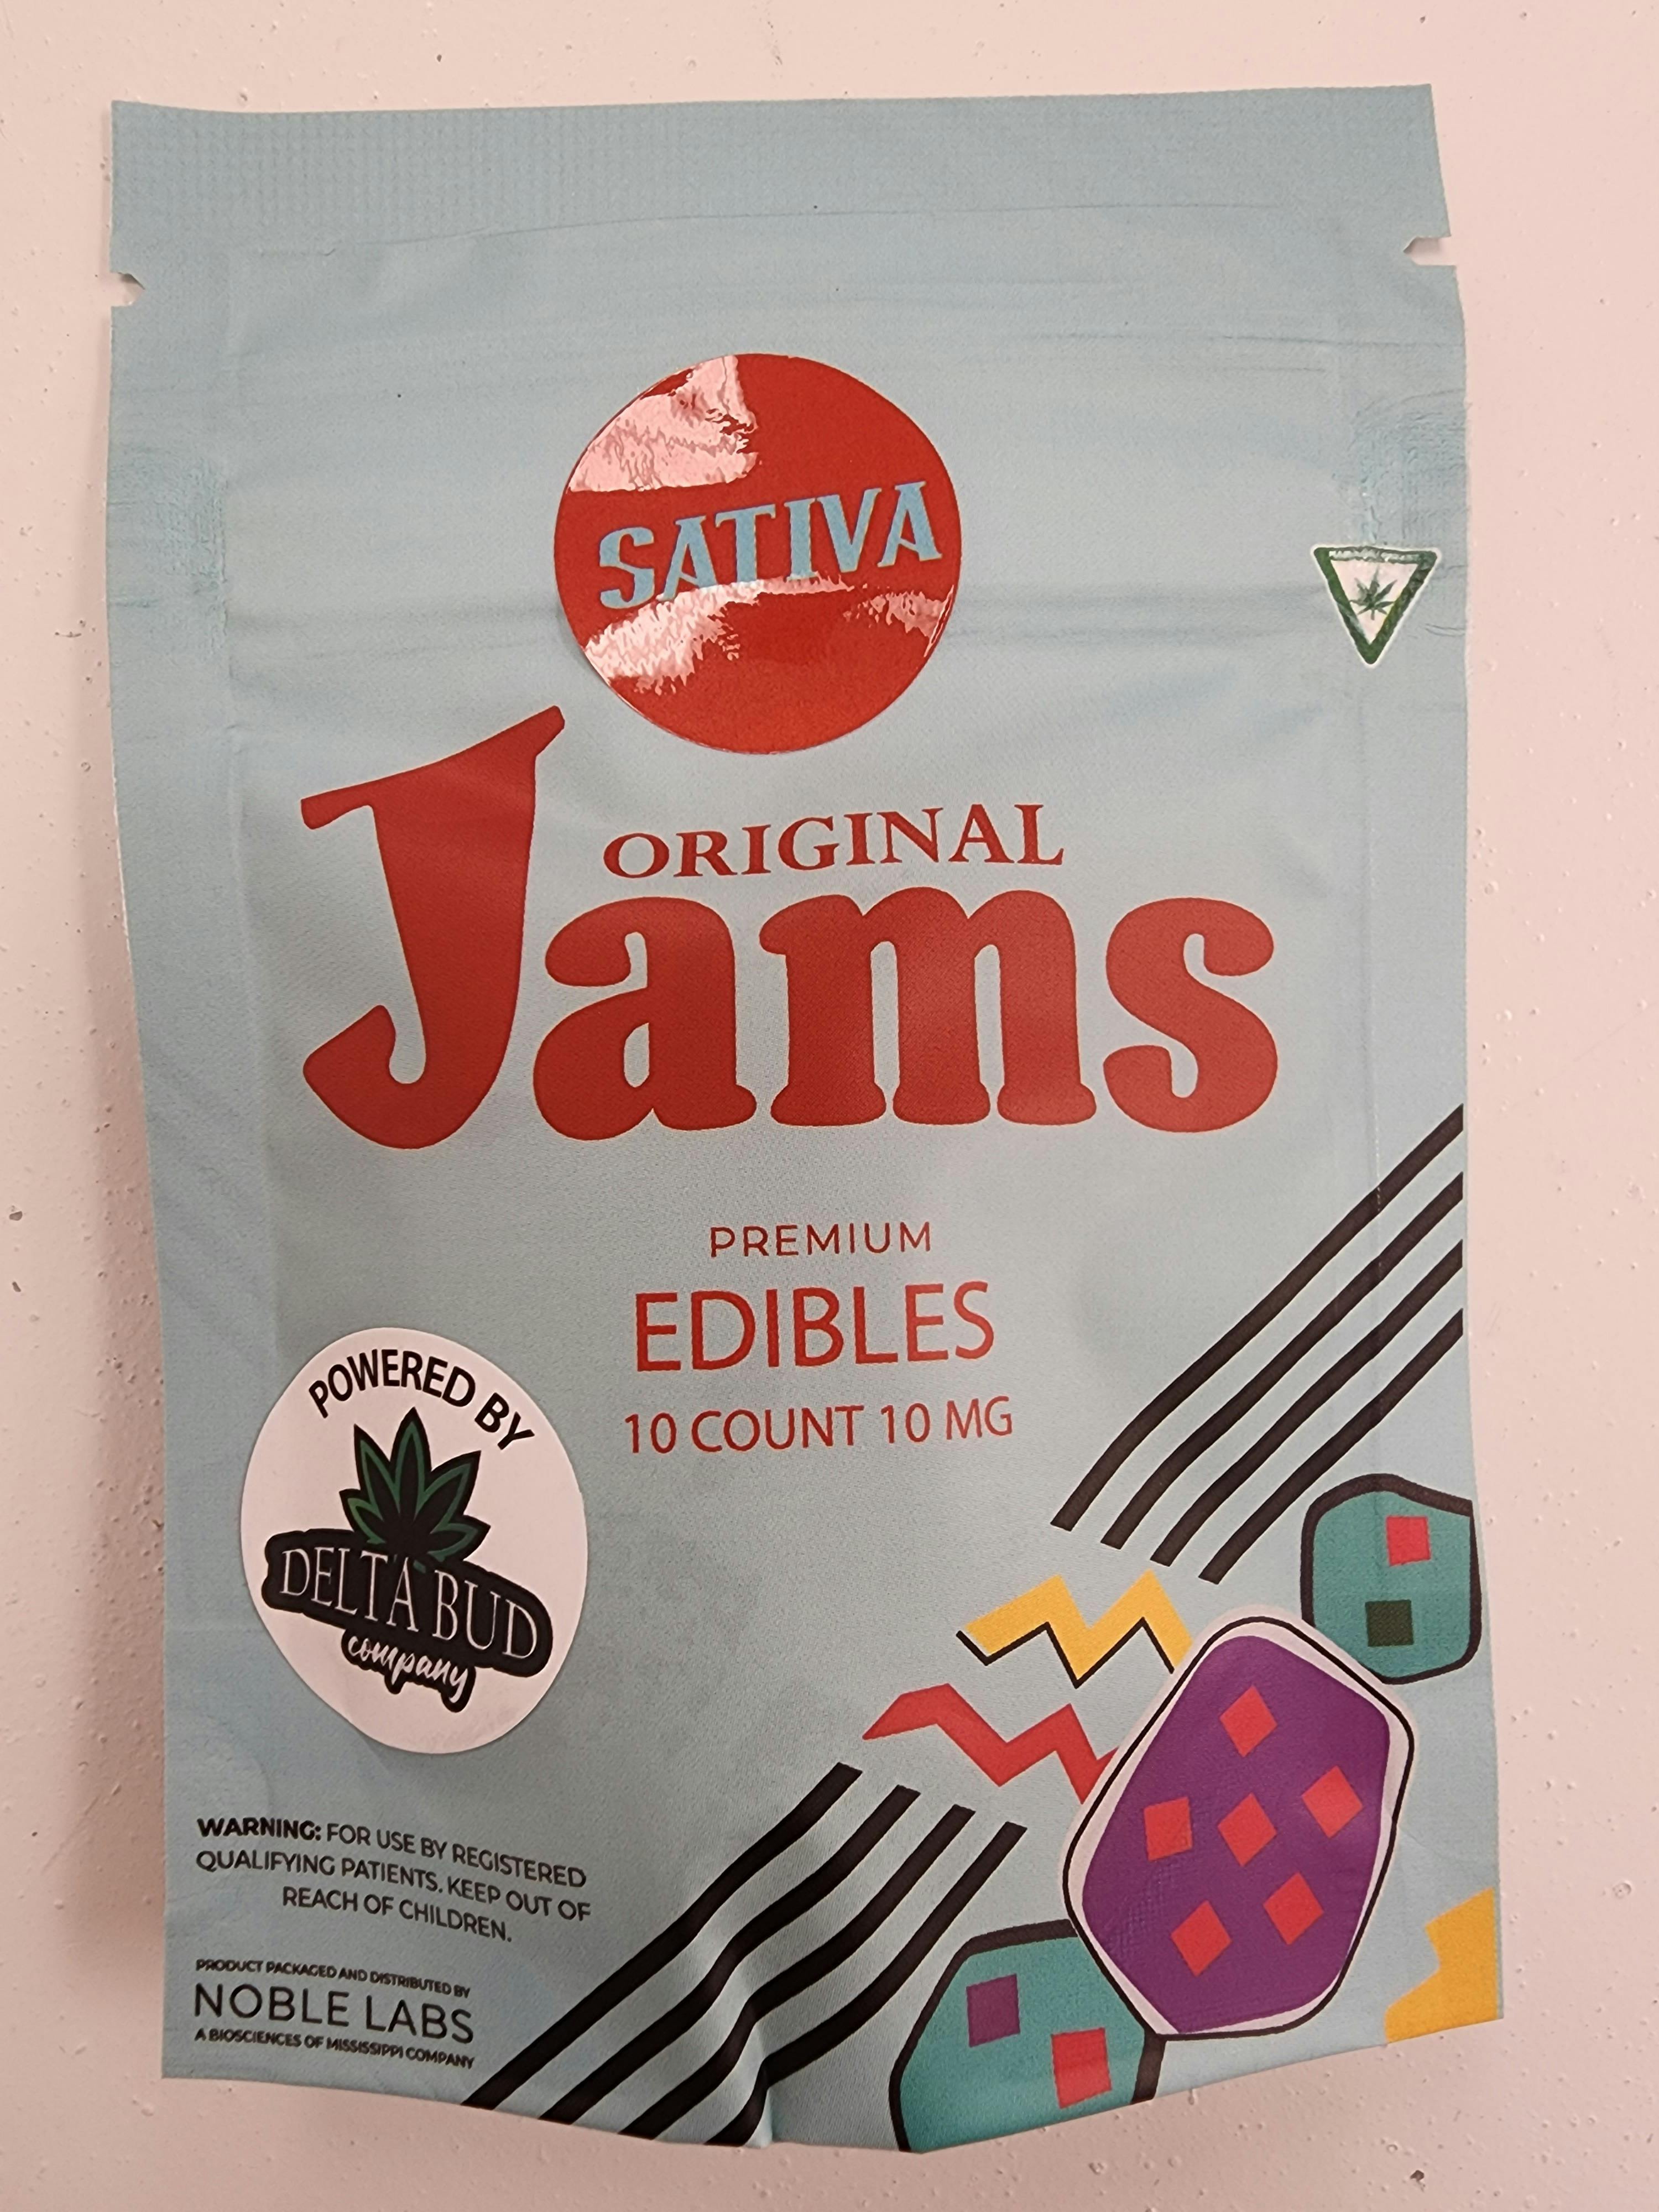 SATIVA
ORIGINAL
Jams
PREMIUM
EDIBLES
10 COUNT 10 MG
POWERED BY
DELTA BUD
company
WARNING: FOR USE BY REGISTERED
QUALIFYING PATIENTS. KEEP OUT OF
REACH OF CHILDREN.
PRODUCT PACKAGED AND DISTRIBUTED BY
NOBLE LABS
A BIOSCIENCES OF MISSISSIPPI COMPANY